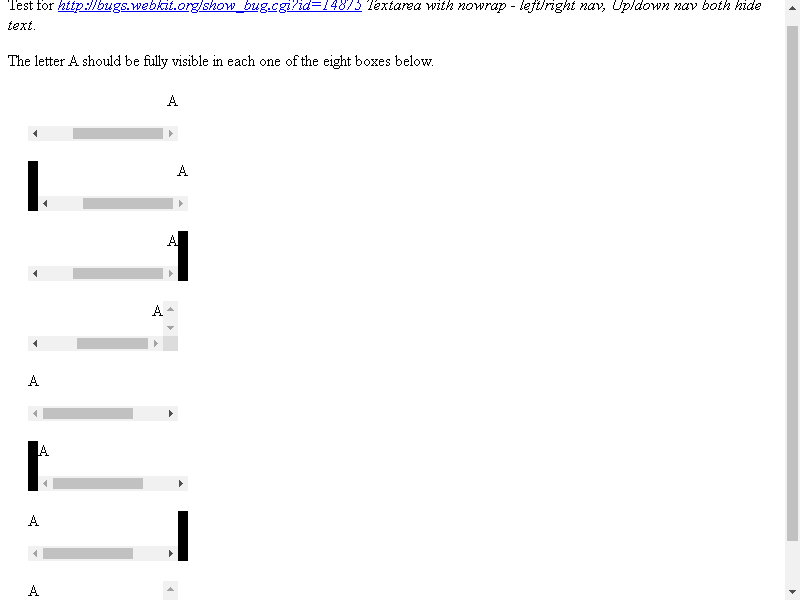 Test for http://bugs.webkit.org/show_bug.cgi?id=14875 Textarea with nowrap - left/right nav, Up/down nav both hide
text.
The letter A should be fully visible in each one of the eight boxes below.
A
A
A
A
A
A
A
A